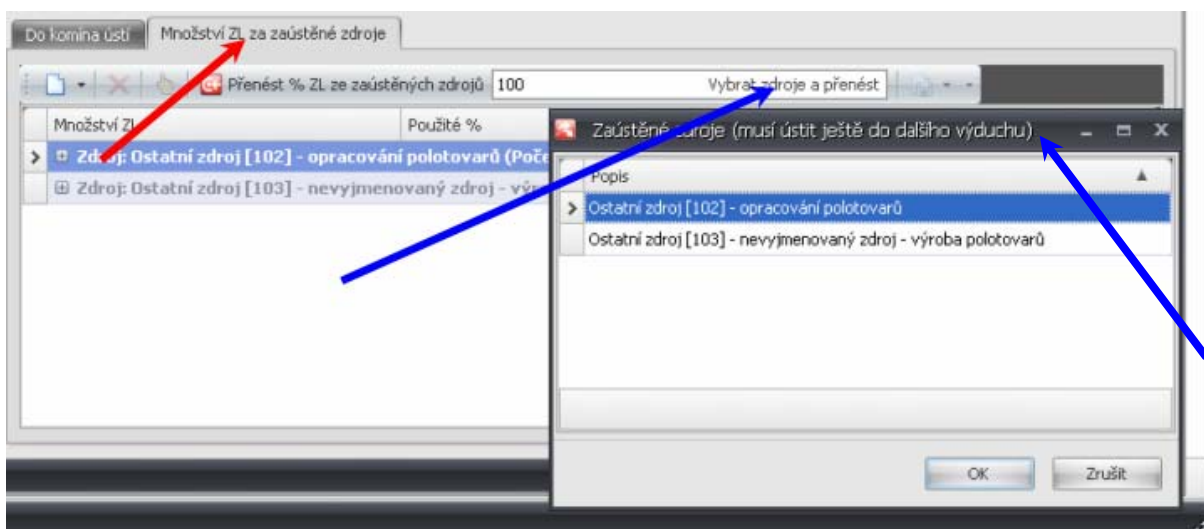 Do komína ústí
Množství ZL za zaústěné zdroje
Přenést % ZL ze zaústěných zdrojů 100 Vybrat zdroje a přenést
Množství ZL Použité %
Zdroj: Ostatní zdroj [102] - opracování polotovarů (Poče
Zdroj: Ostatní zdroj [103] - nevyjmenovaný zdroj - výr
Zaústěné zdroje (musí ústit ještě do dalšího výduchu)
Popis
Ostatní zdroj [102] - opracování polotovarů
Ostatní zdroj [103] - nevyjmenovaný zdroj - výroba polotovarů
OK Zrušit